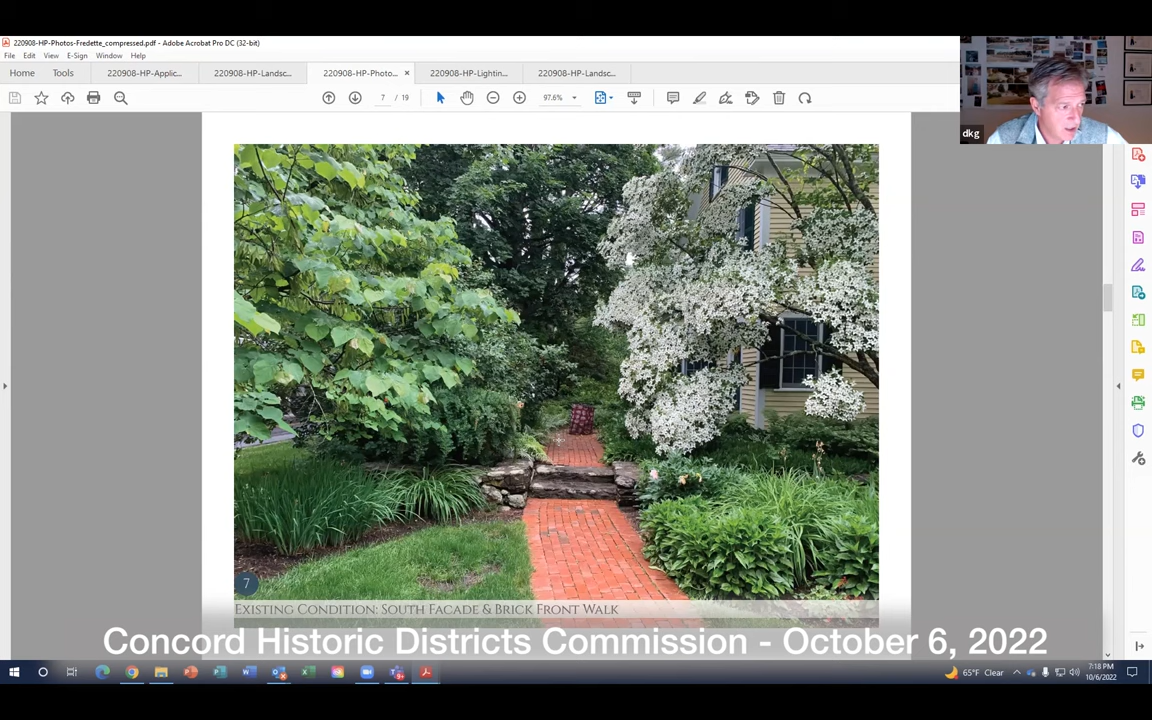 220908-HP-Photos-Fredette_compressed.pdf - Adobe Acrobat Pro DC (32-bit)
File Edit View E-Sign Window Help
Home Tools 220908-HP-Applic... 220908-HP-Landsc... 220908-HP-Photo... × 220908-HP-Lightin... 220908-HP-Landsc...
7 / 19 97.6%
dkg
7
Existing Condition: South Facade & Brick Front Walk
Concord Historic Districts Commission - October 6, 2022
65°F Clear
7:18 PM
10/6/2022